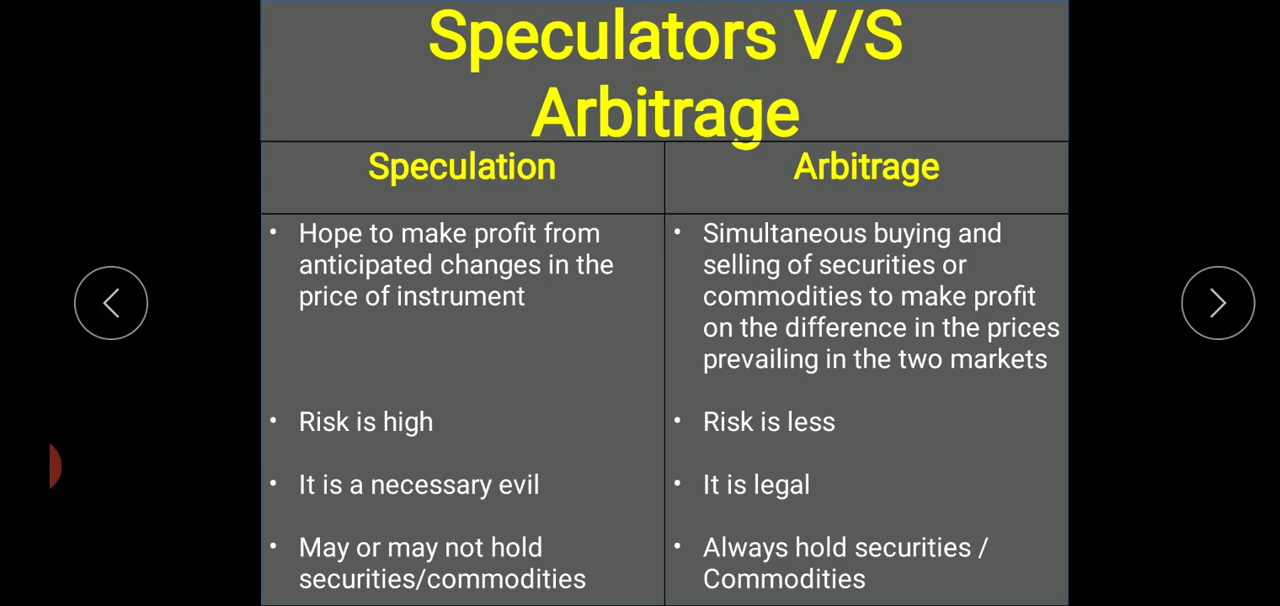 Speculators V/S
Arbitrage
Speculation
Arbitrage
• Hope to make profit from
anticipated changes in the
price of instrument
• Risk is high
• It is a necessary evil
• May or may not hold
securities/commodities
• Simultaneous buying and
selling of securities or
commodities to make profit
on the difference in the prices
prevailing in the two markets
• Risk is less
• It is legal
• Always hold securities /
Commodities